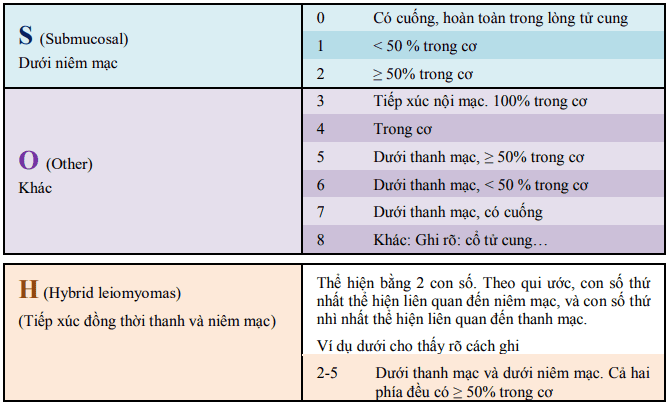 S (Submucosal)
Dưới niêm mạc
0 Có cuống, hoàn toàn trong lòng tử cung
1 < 50 % trong cơ
2 ≥ 50% trong cơ
O (Other)
Khác
3 Tiếp xúc nội mạc. 100% trong cơ
4 Trong cơ
5 Dưới thanh mạc, ≥ 50% trong cơ
6 Dưới thanh mạc, < 50 % trong cơ
7 Dưới thanh mạc, có cuống
8 Khác: Ghi rõ: cổ tử cung…
H (Hybrid leiomyomas)
(Tiếp xúc đồng thời thanh và niêm mạc)
Thể hiện bằng 2 con số. Theo qui ước, con số thứ
nhất thể hiện liên quan đến niêm mạc, và con số thứ
nhì nhất thể hiện liên quan đến thanh mạc.
Ví dụ dưới cho thấy rõ cách ghi
2-5 Dưới thanh mạc và dưới niêm mạc. Cả hai
phía đều có ≥ 50% trong cơ